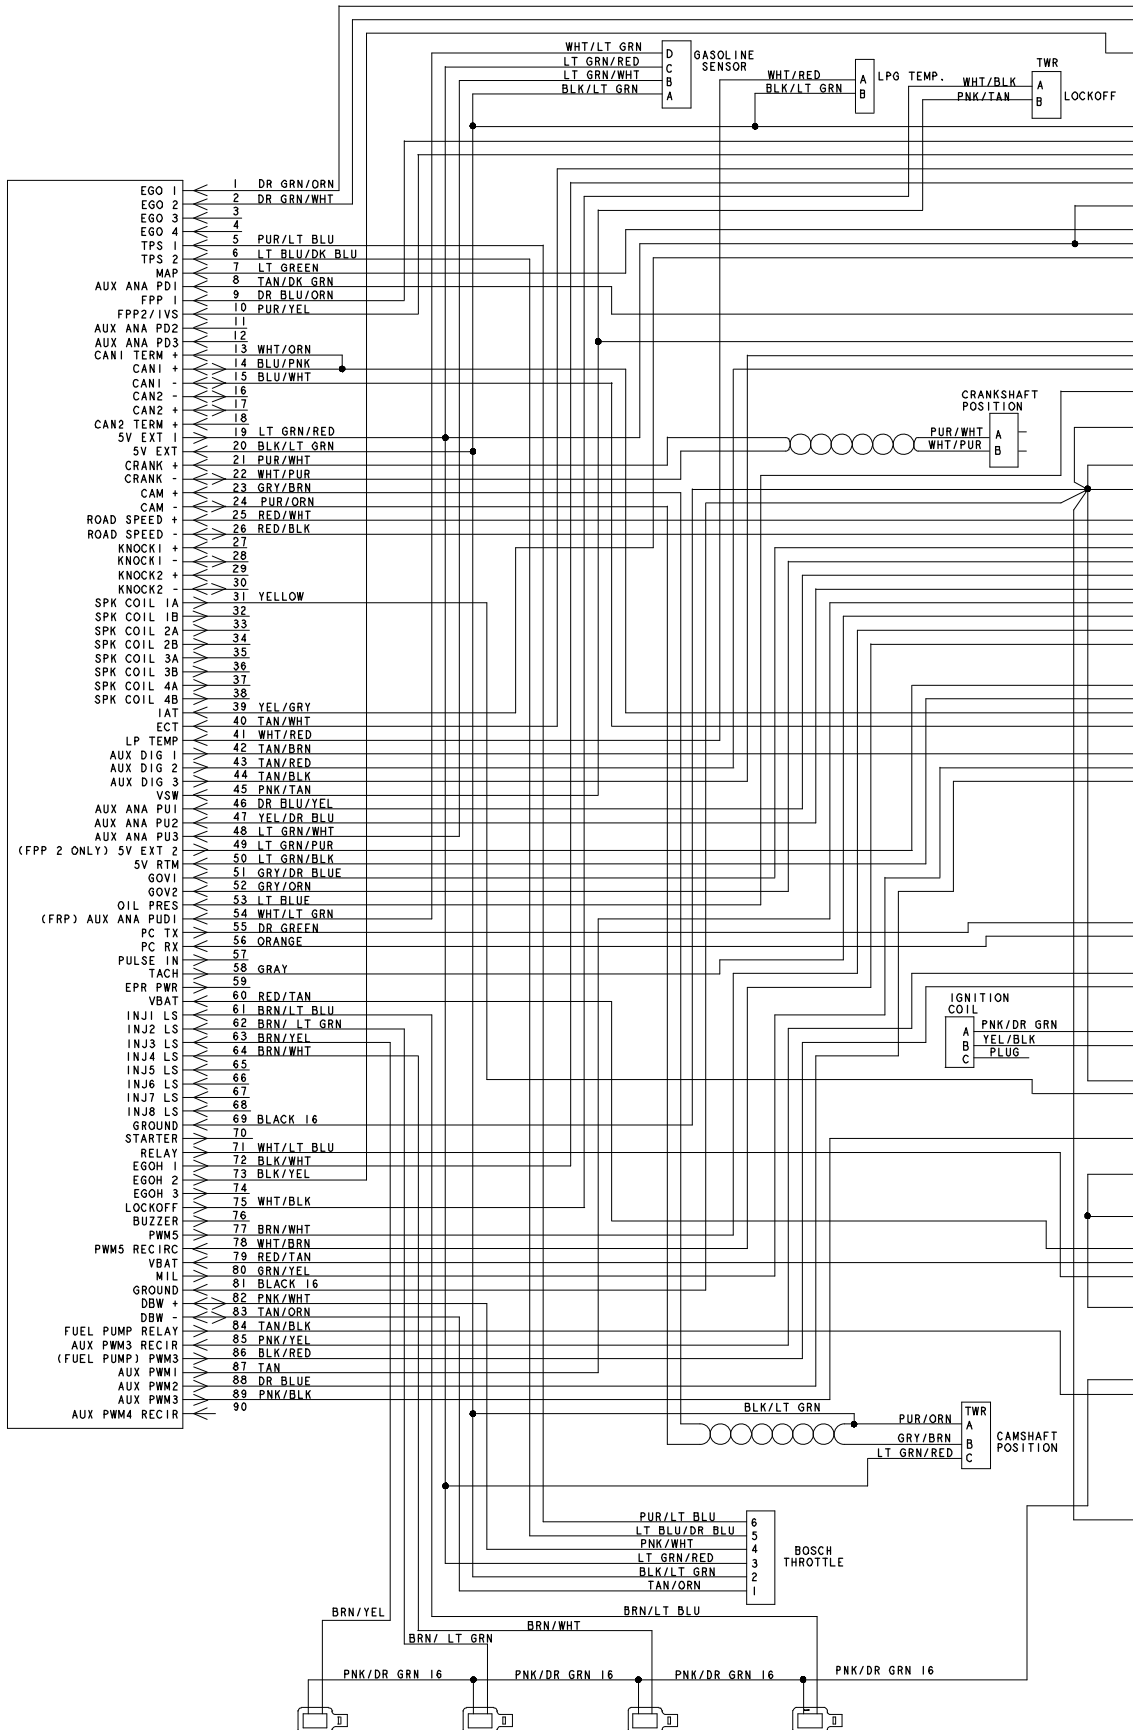 WHT/LT GRN
D
GASOLINE
SENSOR
LT GRN/RED
C
LT GRN/WHT
B
BLK/LT GRN
A
WHT/RED
A
LPG TEMP.
BLK/LT GRN
B
TWR
WHT/BLK
A
LOCKOFF
PNK/TAN
B
EGO 1 1 DR GRN/ORN
EGO 2 2 DR GRN/WHT
EGO 3 3
EGO 4 4
TPS 1 5 PUR/LT BLU
TPS 2 6 LT BLU/DK BLU
MAP 7 LT GREEN
AUX ANA PD1 8 TAN/DK GRN
FPP 1 9 DR BLU/ORN
FPP2/IVS 10 PUR/YEL
AUX ANA PD2 11
AUX ANA PD3 12
CAN1 TERM + 13 WHT/ORN
CAN1 + 14 BLU/PNK
CAN1 - 15 BLU/WHT
CAN2 - 16
CAN2 + 17
CAN2 TERM + 18
5V EXT 1 19 LT GRN/RED
5V EXT 20 BLK/LT GRN
CRANK + 21 PUR/WHT
CRANK - 22 WHT/PUR
CAM + 23 GRY/BRN
CAM - 24 PUR/ORN
ROAD SPEED + 25 RED/WHT
ROAD SPEED - 26 RED/BLK
KNOCK1 + 27
KNOCK1 - 28
KNOCK2 + 29
KNOCK2 - 30
SPK COIL 1A 31 YELLOW
SPK COIL 1B 32
SPK COIL 2A 33
SPK COIL 2B 34
SPK COIL 3A 35
SPK COIL 3B 36
SPK COIL 4A 37
SPK COIL 4B 38
IAT 39 YEL/GRY
ECT 40 TAN/WHT
LP TEMP 41 WHT/RED
AUX DIG 1 42 TAN/BRN
AUX DIG 2 43 TAN/RED
AUX DIG 3 44 TAN/BLK
VSW 45 PNK/TAN
AUX ANA PU1 46 DR BLU/YEL
AUX ANA PU2 47 YEL/DR BLU
AUX ANA PU3 48 LT GRN/WHT
(FPP 2 ONLY) 5V EXT 2 49 LT GRN/PUR
5V RTM 50 LT GRN/BLK
GOV1 51 GRY/DR BLUE
GOV2 52 GRY/ORN
OIL PRES 53 LT BLUE
(FRP) AUX ANA PUD1 54 WHT/LT GRN
PC TX 55 DR GREEN
PC RX 56 ORANGE
PULSE IN 57
TACH 58 GRAY
EPR PWR 59
VBAT 60 RED/TAN
INJ1 LS 61 BRN/LT BLU
INJ2 LS 62 BRN/ LT GRN
INJ3 LS 63 BRN/YEL
INJ4 LS 64 BRN/WHT
INJ5 LS 65
INJ6 LS 66
INJ7 LS 67
INJ8 LS 68
GROUND 69 BLACK 16
STARTER 70
RELAY 71 WHT/LT BLU
EGOH 1 72 BLK/WHT
EGOH 2 73 BLK/YEL
EGOH 3 74
LOCKOFF 75 WHT/BLK
BUZZER 76
PWM5 77 BRN/WHT
PWM5 RECIRC 78 WHT/BRN
VBAT 79 RED/TAN
MIL 80 GRN/YEL
GROUND 81 BLACK 16
DBW + 82 PNK/WHT
DBW - 83 TAN/ORN
FUEL PUMP RELAY 84 TAN/BLK
AUX PWM3 RECIR 85 PNK/YEL
(FUEL PUMP) PWM3 86 BLK/RED
AUX PWM1 87 TAN
AUX PWM2 88 DR BLUE
AUX PWM3 89 PNK/BLK
AUX PWM4 RECIR 90
CRANKSHAFT
POSITION
PUR/WHT A
WHT/PUR B
IGNITION
COIL
A PNK/DR GRN
B YEL/BLK
C PLUG
BLK/LT GRN
TWR
PUR/ORN A
GRY/BRN B
LT GRN/RED C
CAMSHAFT
POSITION
PUR/LT BLU 6
LT BLU/DR BLU 5
PNK/WHT 4
LT GRN/RED 3
BLK/LT GRN 2
TAN/ORN 1
BOSCH
THROTTLE
BRN/YEL
BRN/LT BLU
BRN/WHT
BRN/ LT GRN
PNK/DR GRN 16
PNK/DR GRN 16
PNK/DR GRN 16
PNK/DR GRN 16